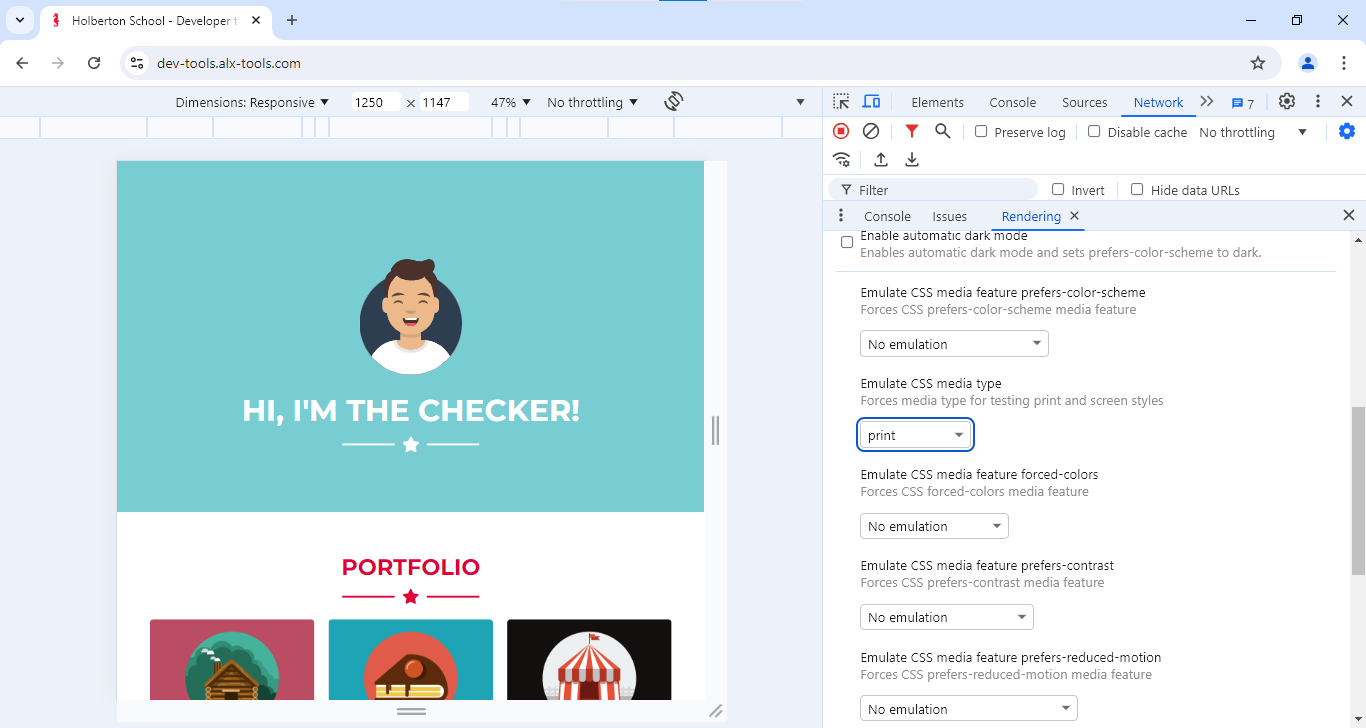 Holberton School - Developer t
dev-tools.alx-tools.com
Dimensions: Responsive 1250 × 1147 47% No throttling
HI, I'M THE CHECKER!
PORTFOLIO
Elements Console Sources Network 7
Preserve log Disable cache No throttling
Filter Invert Hide data URLs
Console Issues Rendering
Enable automatic dark mode
Enables automatic dark mode and sets prefers-color-scheme to dark.
Emulate CSS media feature prefers-color-scheme
Forces CSS prefers-color-scheme media feature
No emulation
Emulate CSS media type
Forces media type for testing print and screen styles
print
Emulate CSS media feature forced-colors
Forces CSS forced-colors media feature
No emulation
Emulate CSS media feature prefers-contrast
Forces CSS prefers-contrast media feature
No emulation
Emulate CSS media feature prefers-reduced-motion
Forces CSS prefers-reduced-motion media feature
No emulation